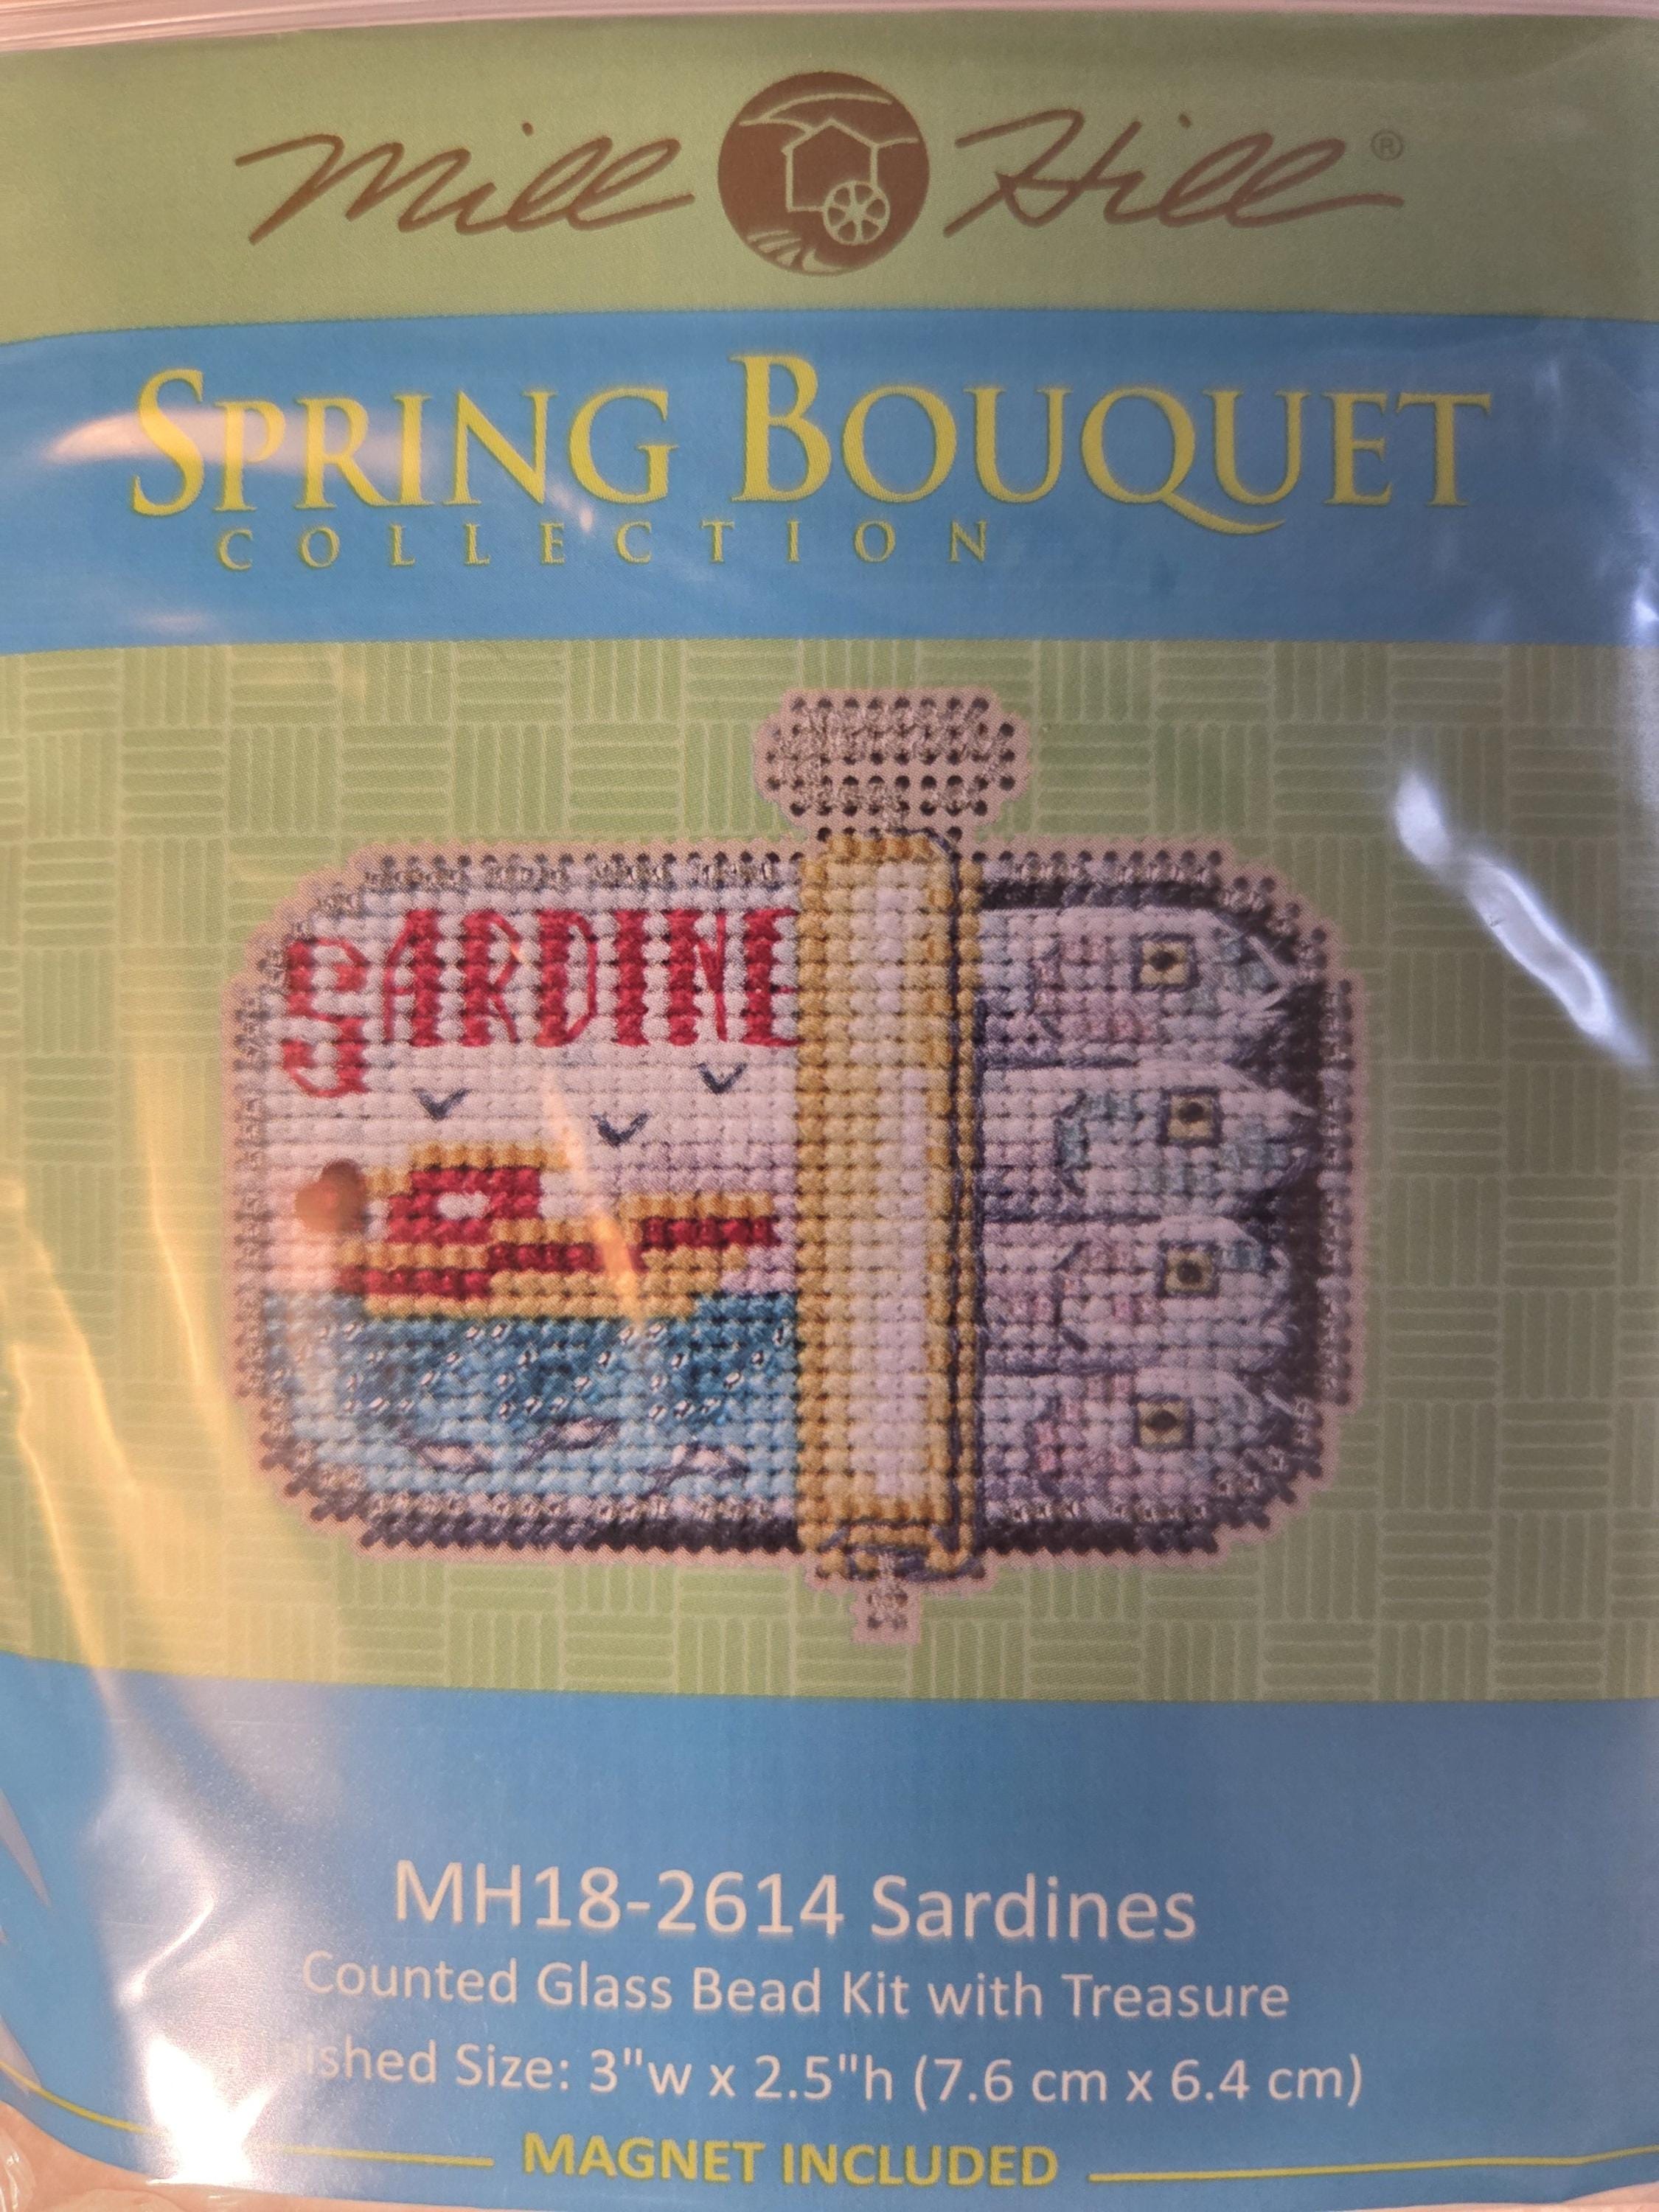 Mill Hill®
SPRING BOUQUET
COLLECTION
SARDINE
MH18-2614 Sardines
Counted Glass Bead Kit with Treasure
Size: 3"w x 2.5"h (7.6 cm x 6.4 cm)
MAGNET INCLUDED